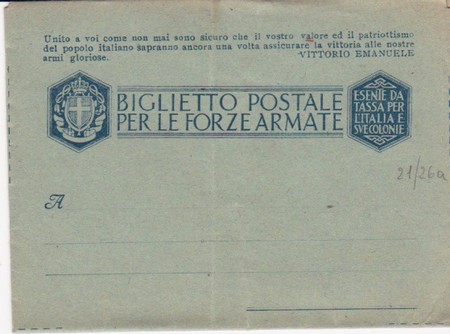 Unito a voi come non mai sono sicuro che il vostro valore ed il patriottismo
del popolo italiano sapranno ancora una volta assicurare la vittoria alle nostre
armi gloriose.
VITTORIO EMANUELE
BIGLIETTO POSTALE
PER LE FORZE ARMATE
ESENTE DA
TASSA PER
L'ITALIA E
SVE COLONIE
21/26a
A